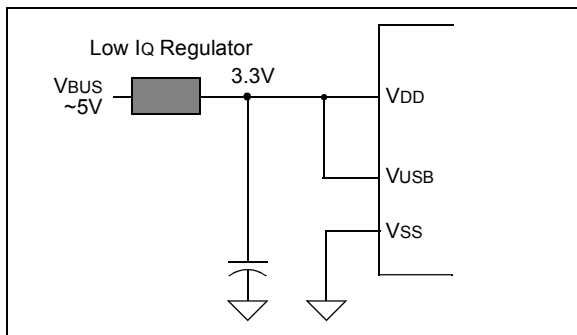 Low IQ Regulator
3.3V
VBUS
~5V
VDD
VUSB
VSS